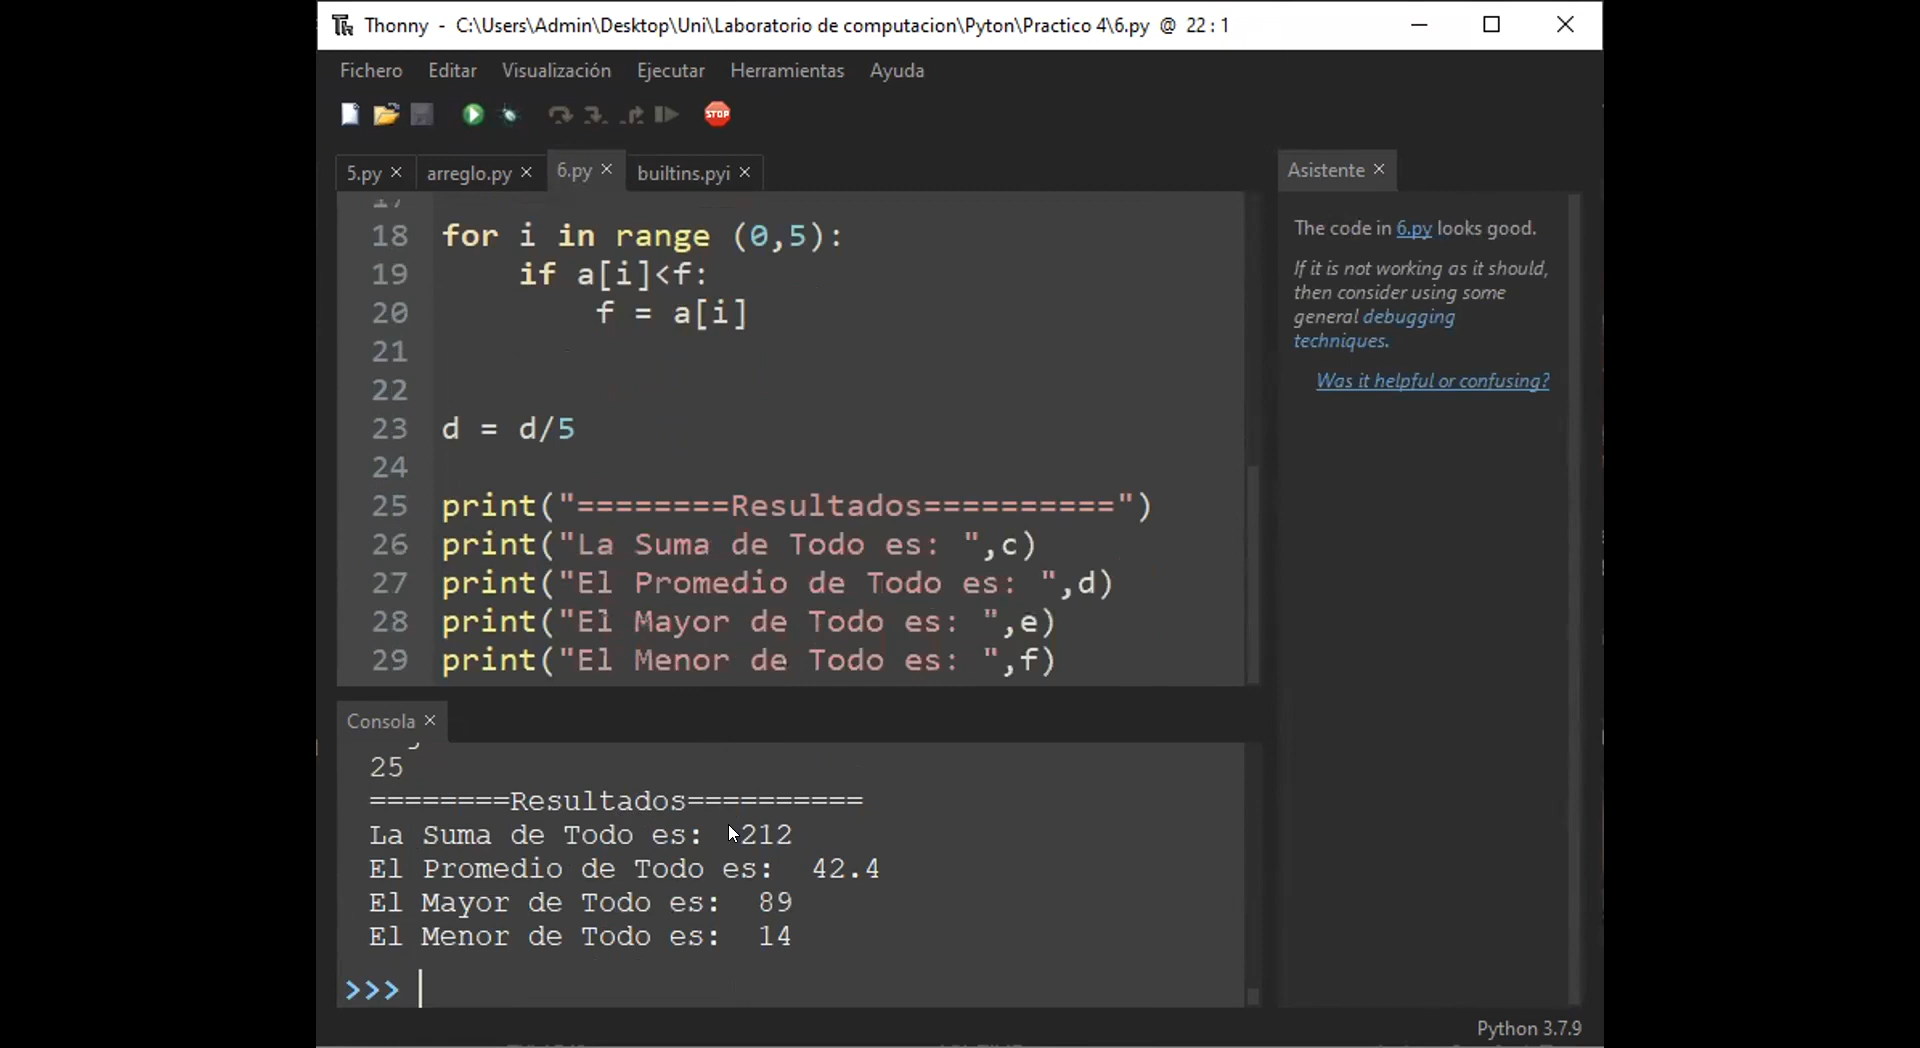 Thonny - C:\Users\Admin\Desktop\Uni\Laboratorio de computacion\Pyton\Practico 4\6.py @ 22 : 1
Fichero Editar Visualización Ejecutar Herramientas Ayuda
STOP
5.py × arreglo.py × 6.py × builtins.pyi ×
17
18 for i in range (0,5):
19 if a[i]<f:
20 f = a[i]
21
22
23 d = d/5
24
25 print("========Resultados==========")
26 print("La Suma de Todo es: ",c)
27 print("El Promedio de Todo es: ",d)
28 print("El Mayor de Todo es: ",e)
29 print("El Menor de Todo es: ",f)
Consola ×
25
========Resultados==========
La Suma de Todo es: 212
El Promedio de Todo es: 42.4
El Mayor de Todo es: 89
El Menor de Todo es: 14
>>>
Asistente ×
The code in 6.py looks good.
If it is not working as it should,
then consider using some
general debugging
techniques.
Was it helpful or confusing?
Python 3.7.9